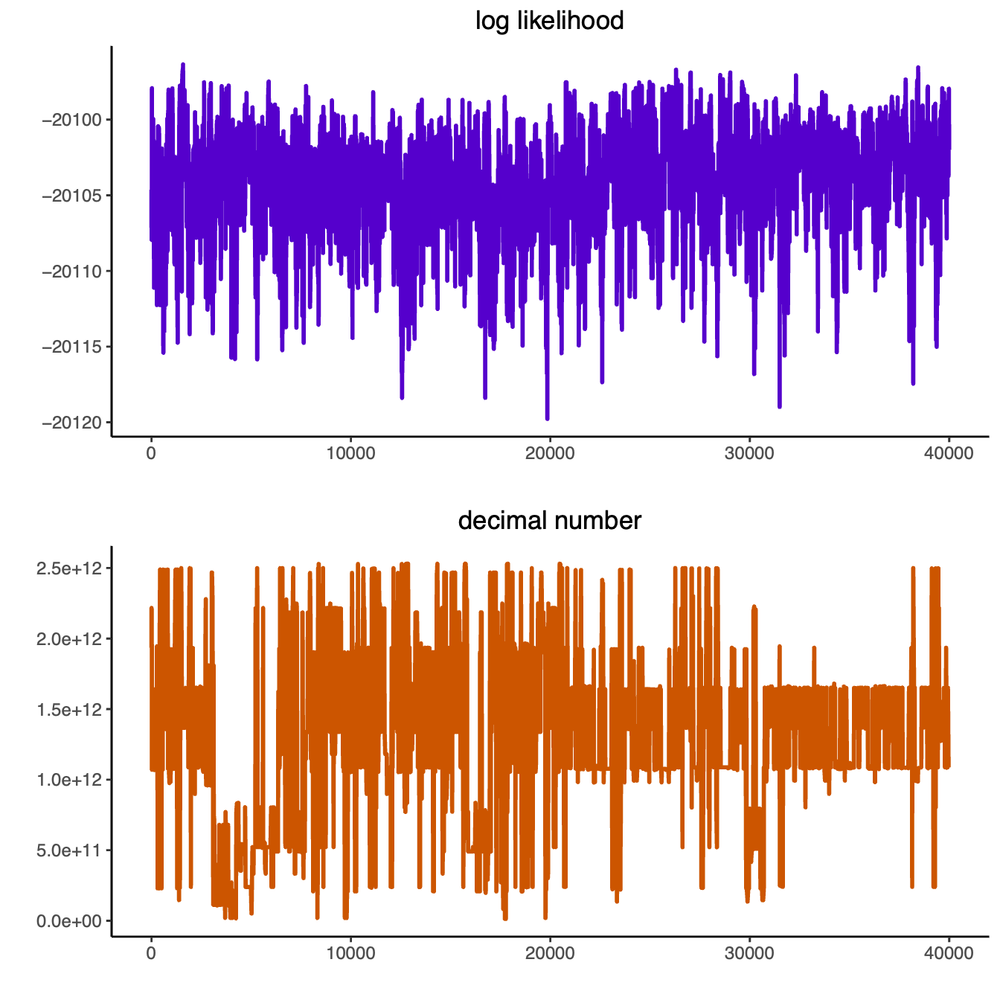 log likelihood
−20100
−20105
−20110
−20115
−20120
0 10000 20000 30000 40000
decimal number
2.5e+12
2.0e+12
1.5e+12
1.0e+12
5.0e+11
0.0e+00
0 10000 20000 30000 40000